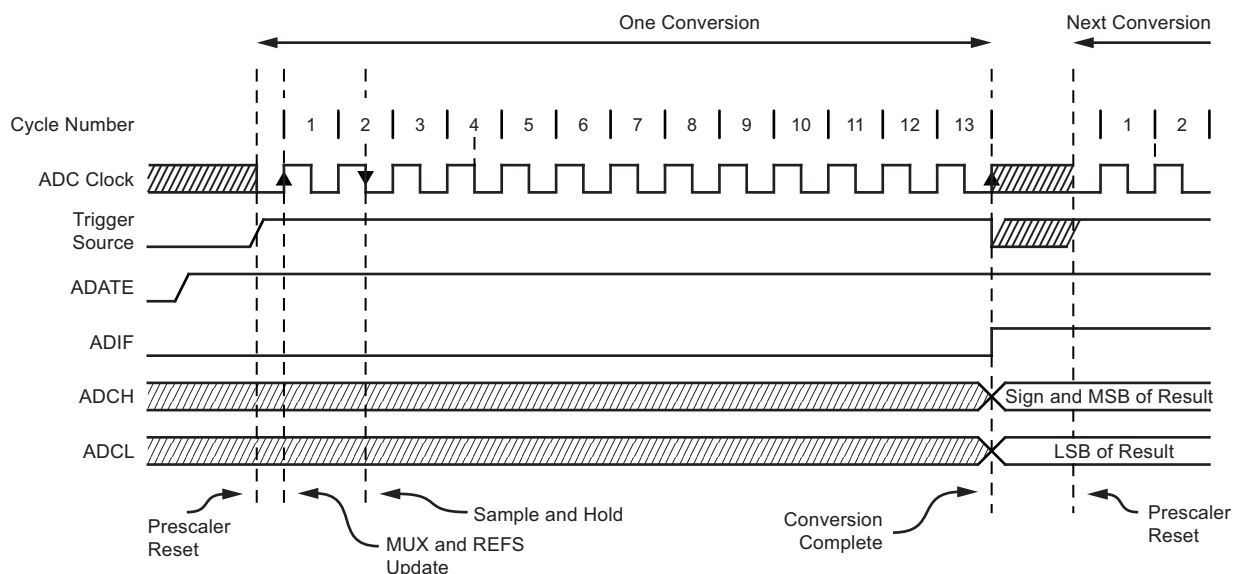 One Conversion Next Conversion
Cycle Number 1 2 3 4 5 6 7 8 9 10 11 12 13 1 2
ADC Clock
Trigger
Source
ADATE
ADIF
ADCH Sign and MSB of Result
ADCL LSB of Result
Prescaler
Reset
MUX and REFS
Update
Sample and Hold
Conversion
Complete
Prescaler
Reset